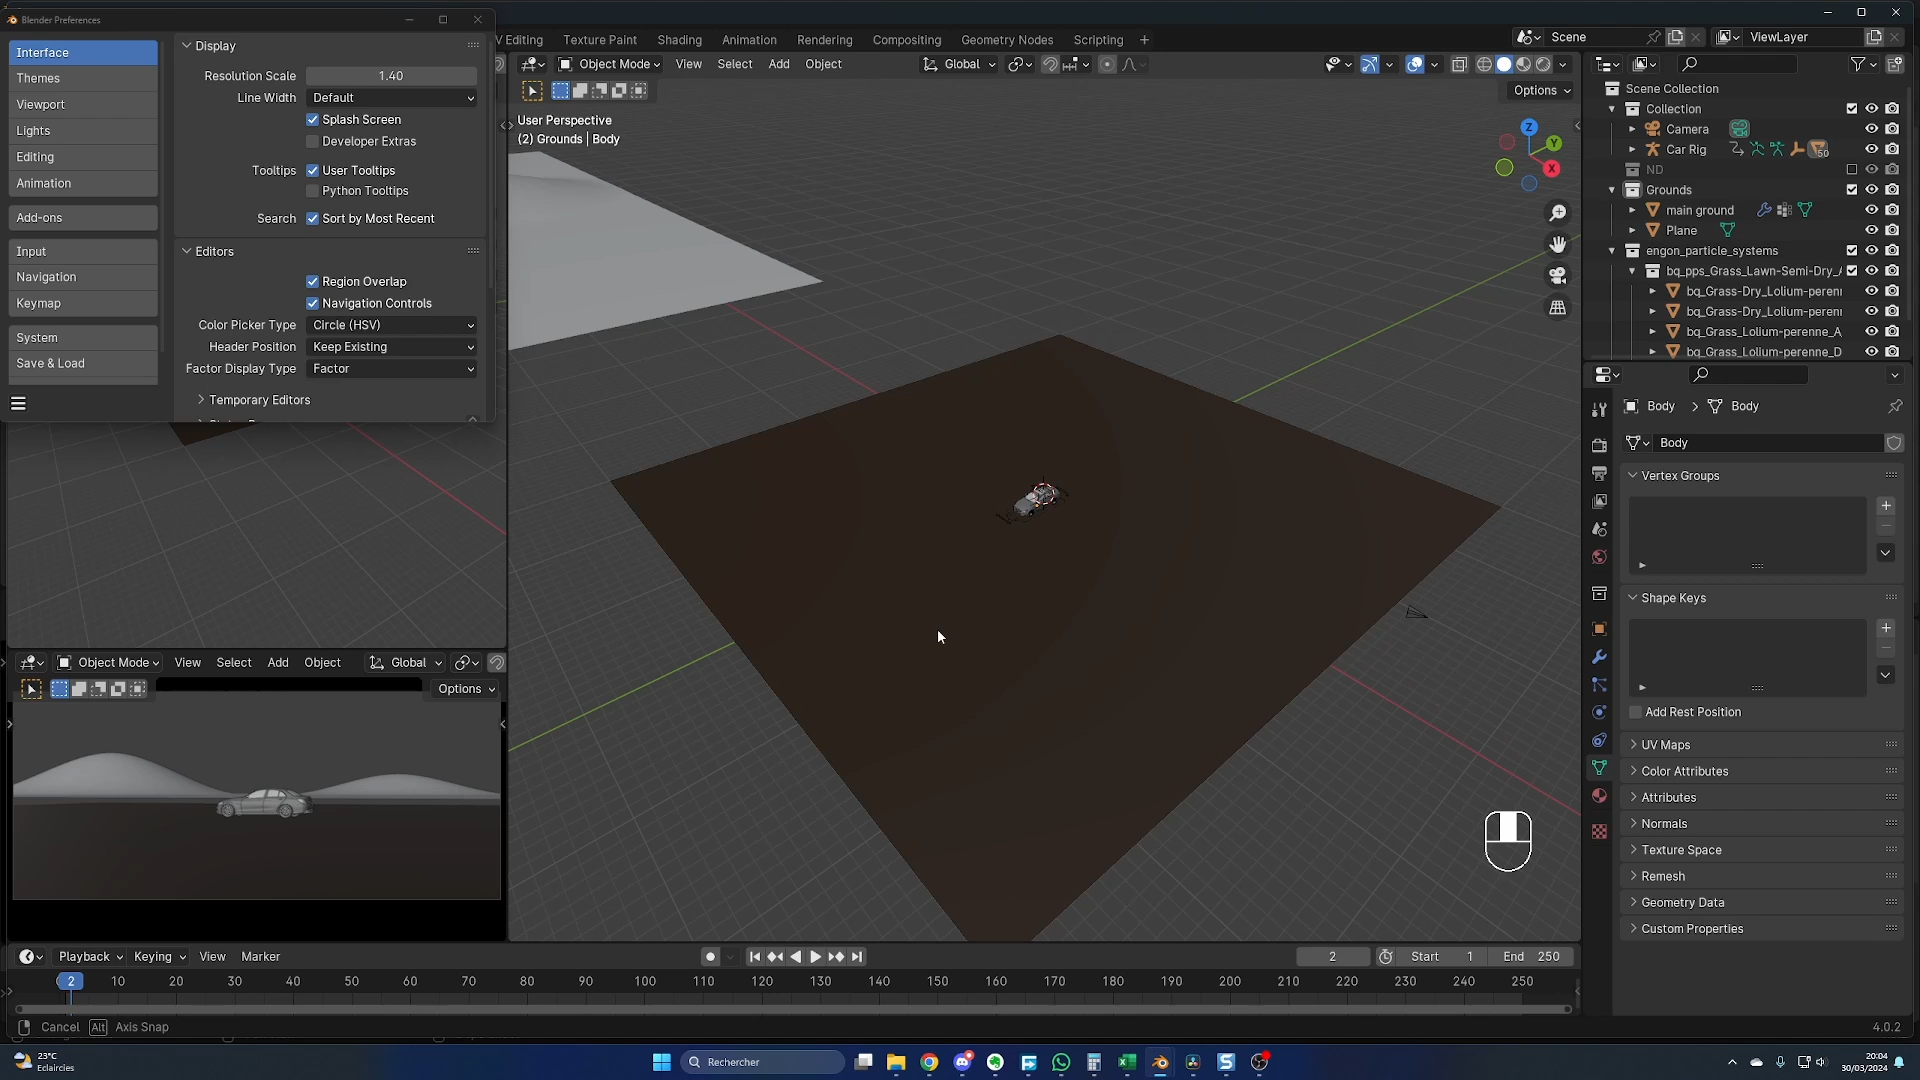 Blender Preferences
Interface
Themes
Viewport
Lights
Editing
Animation
Add-ons
Input
Navigation
Keymap
System
Save & Load
Display
Resolution Scale 1.40
Line Width Default
Splash Screen
Developer Extras
Tooltips User Tooltips
Python Tooltips
Search Sort by Most Recent
Editors
Region Overlap
Navigation Controls
Color Picker Type Circle (HSV)
Header Position Keep Existing
Factor Display Type Factor
Temporary Editors
V Editing Texture Paint Shading Animation Rendering Compositing Geometry Nodes Scripting +
Scene ViewLayer
Object Mode View Select Add Object Global
Options
User Perspective
(2) Grounds | Body
Z
Y
X
Scene Collection
Collection
Camera
Car Rig 50
ND
Grounds
main ground
Plane
engon_particle_systems
bq_pps_Grass_Lawn-Semi-Dry_
bq_Grass-Dry_Lolium-peren
bq_Grass-Dry_Lolium-peren
bq_Grass_Lolium-perenne_A
bq_Grass_Lolium-perenne_D
Body > Body
Body
Vertex Groups
Shape Keys
Add Rest Position
UV Maps
Color Attributes
Attributes
Normals
Texture Space
Remesh
Geometry Data
Custom Properties
Object Mode View Select Add Object Global
Options
Playback Keying View Marker
2 Start 1 End 250
2 10 20 30 40 50 60 70 80 90 100 110 120 130 140 150 160 170 180 190 200 210 220 230 240 250
Cancel Alt Axis Snap
4.0.2
23°C
Eclaircies
Rechercher
20:04
30/03/2024